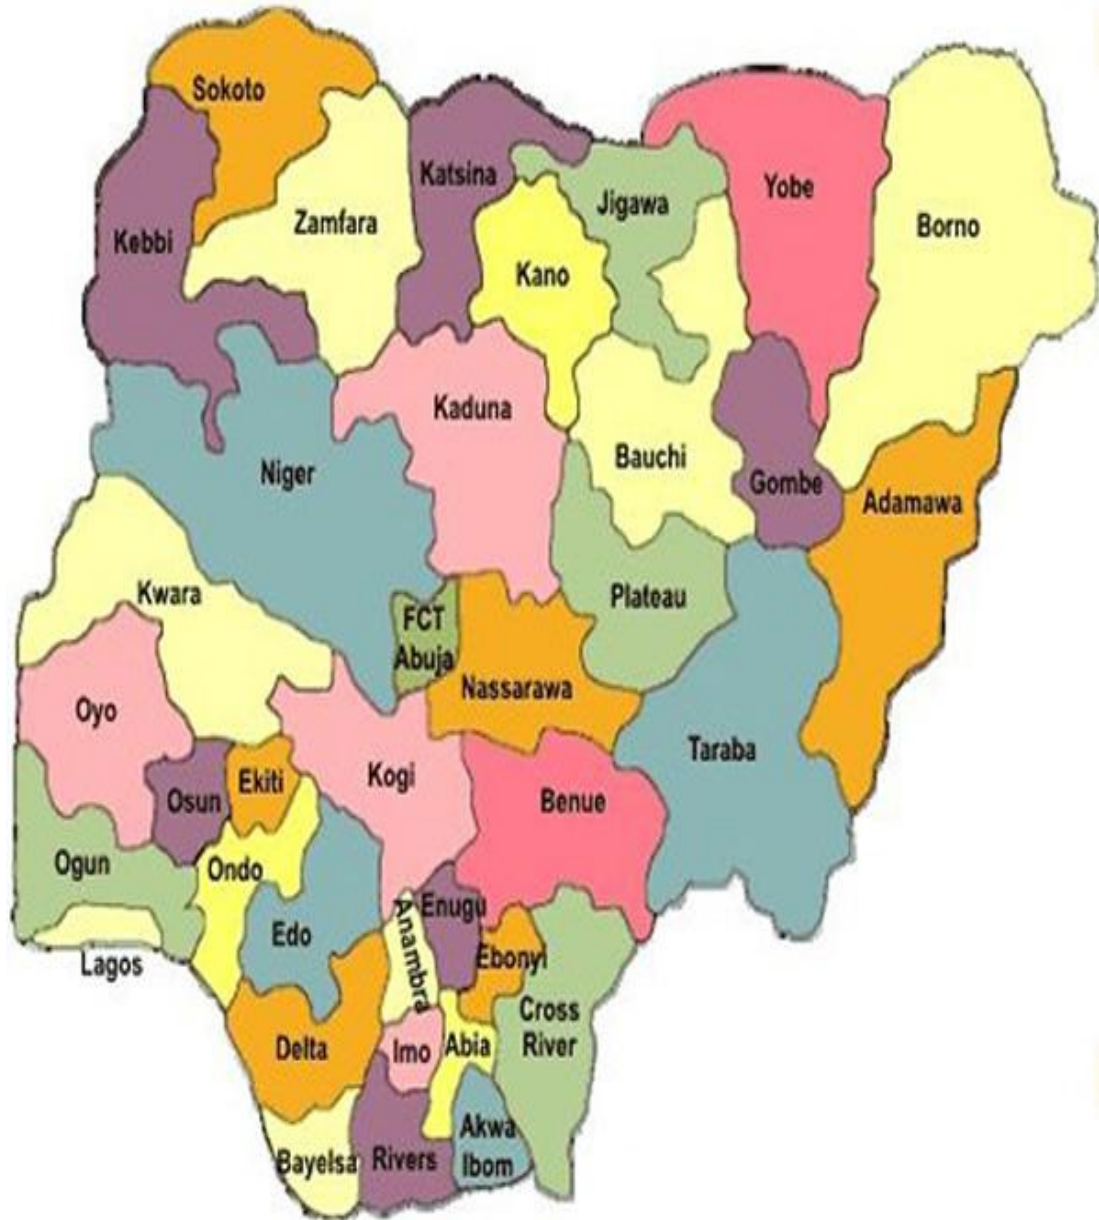 Sokoto
Katsina
Yobe
Jigawa
Zamfara
Borno
Kebbi
Kano
Kaduna
Bauchi
Niger
Gombe
Adamawa
Kwara
Plateau
FCT
Abuja
Nassarawa
Oyo
Taraba
Kogi
Ekiti
Osun
Benue
Ogun
Ondo
Enugu
Anambra
Edo
Ebonyi
Lagos
Cross
River
Delta
Imo
Abia
Akwa
Ibom
Bayelsa
Rivers